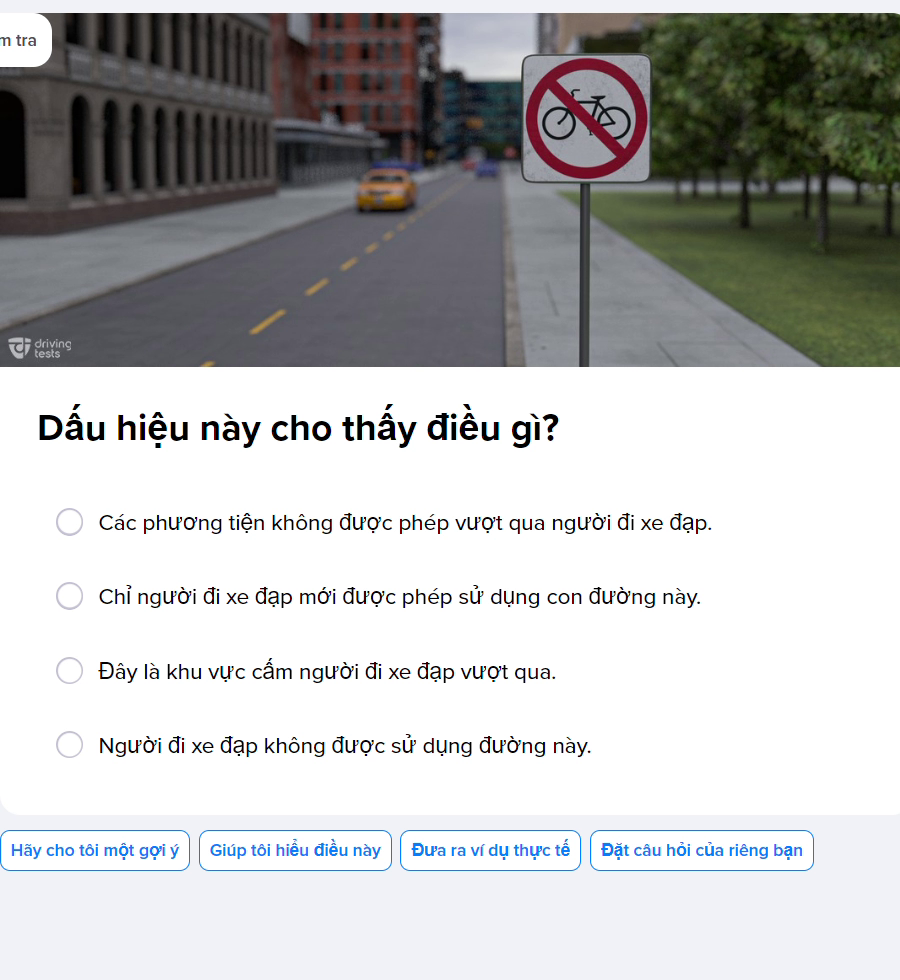 m tra
driving
tests
Dấu hiệu này cho thấy điều gì?
Các phương tiện không được phép vượt qua người đi xe đạp.
Chỉ người đi xe đạp mới được phép sử dụng con đường này.
Đây là khu vực cấm người đi xe đạp vượt qua.
Người đi xe đạp không được sử dụng đường này.
Hãy cho tôi một gợi ý
Giúp tôi hiểu điều này
Đưa ra ví dụ thực tế
Đặt câu hỏi của riêng bạn